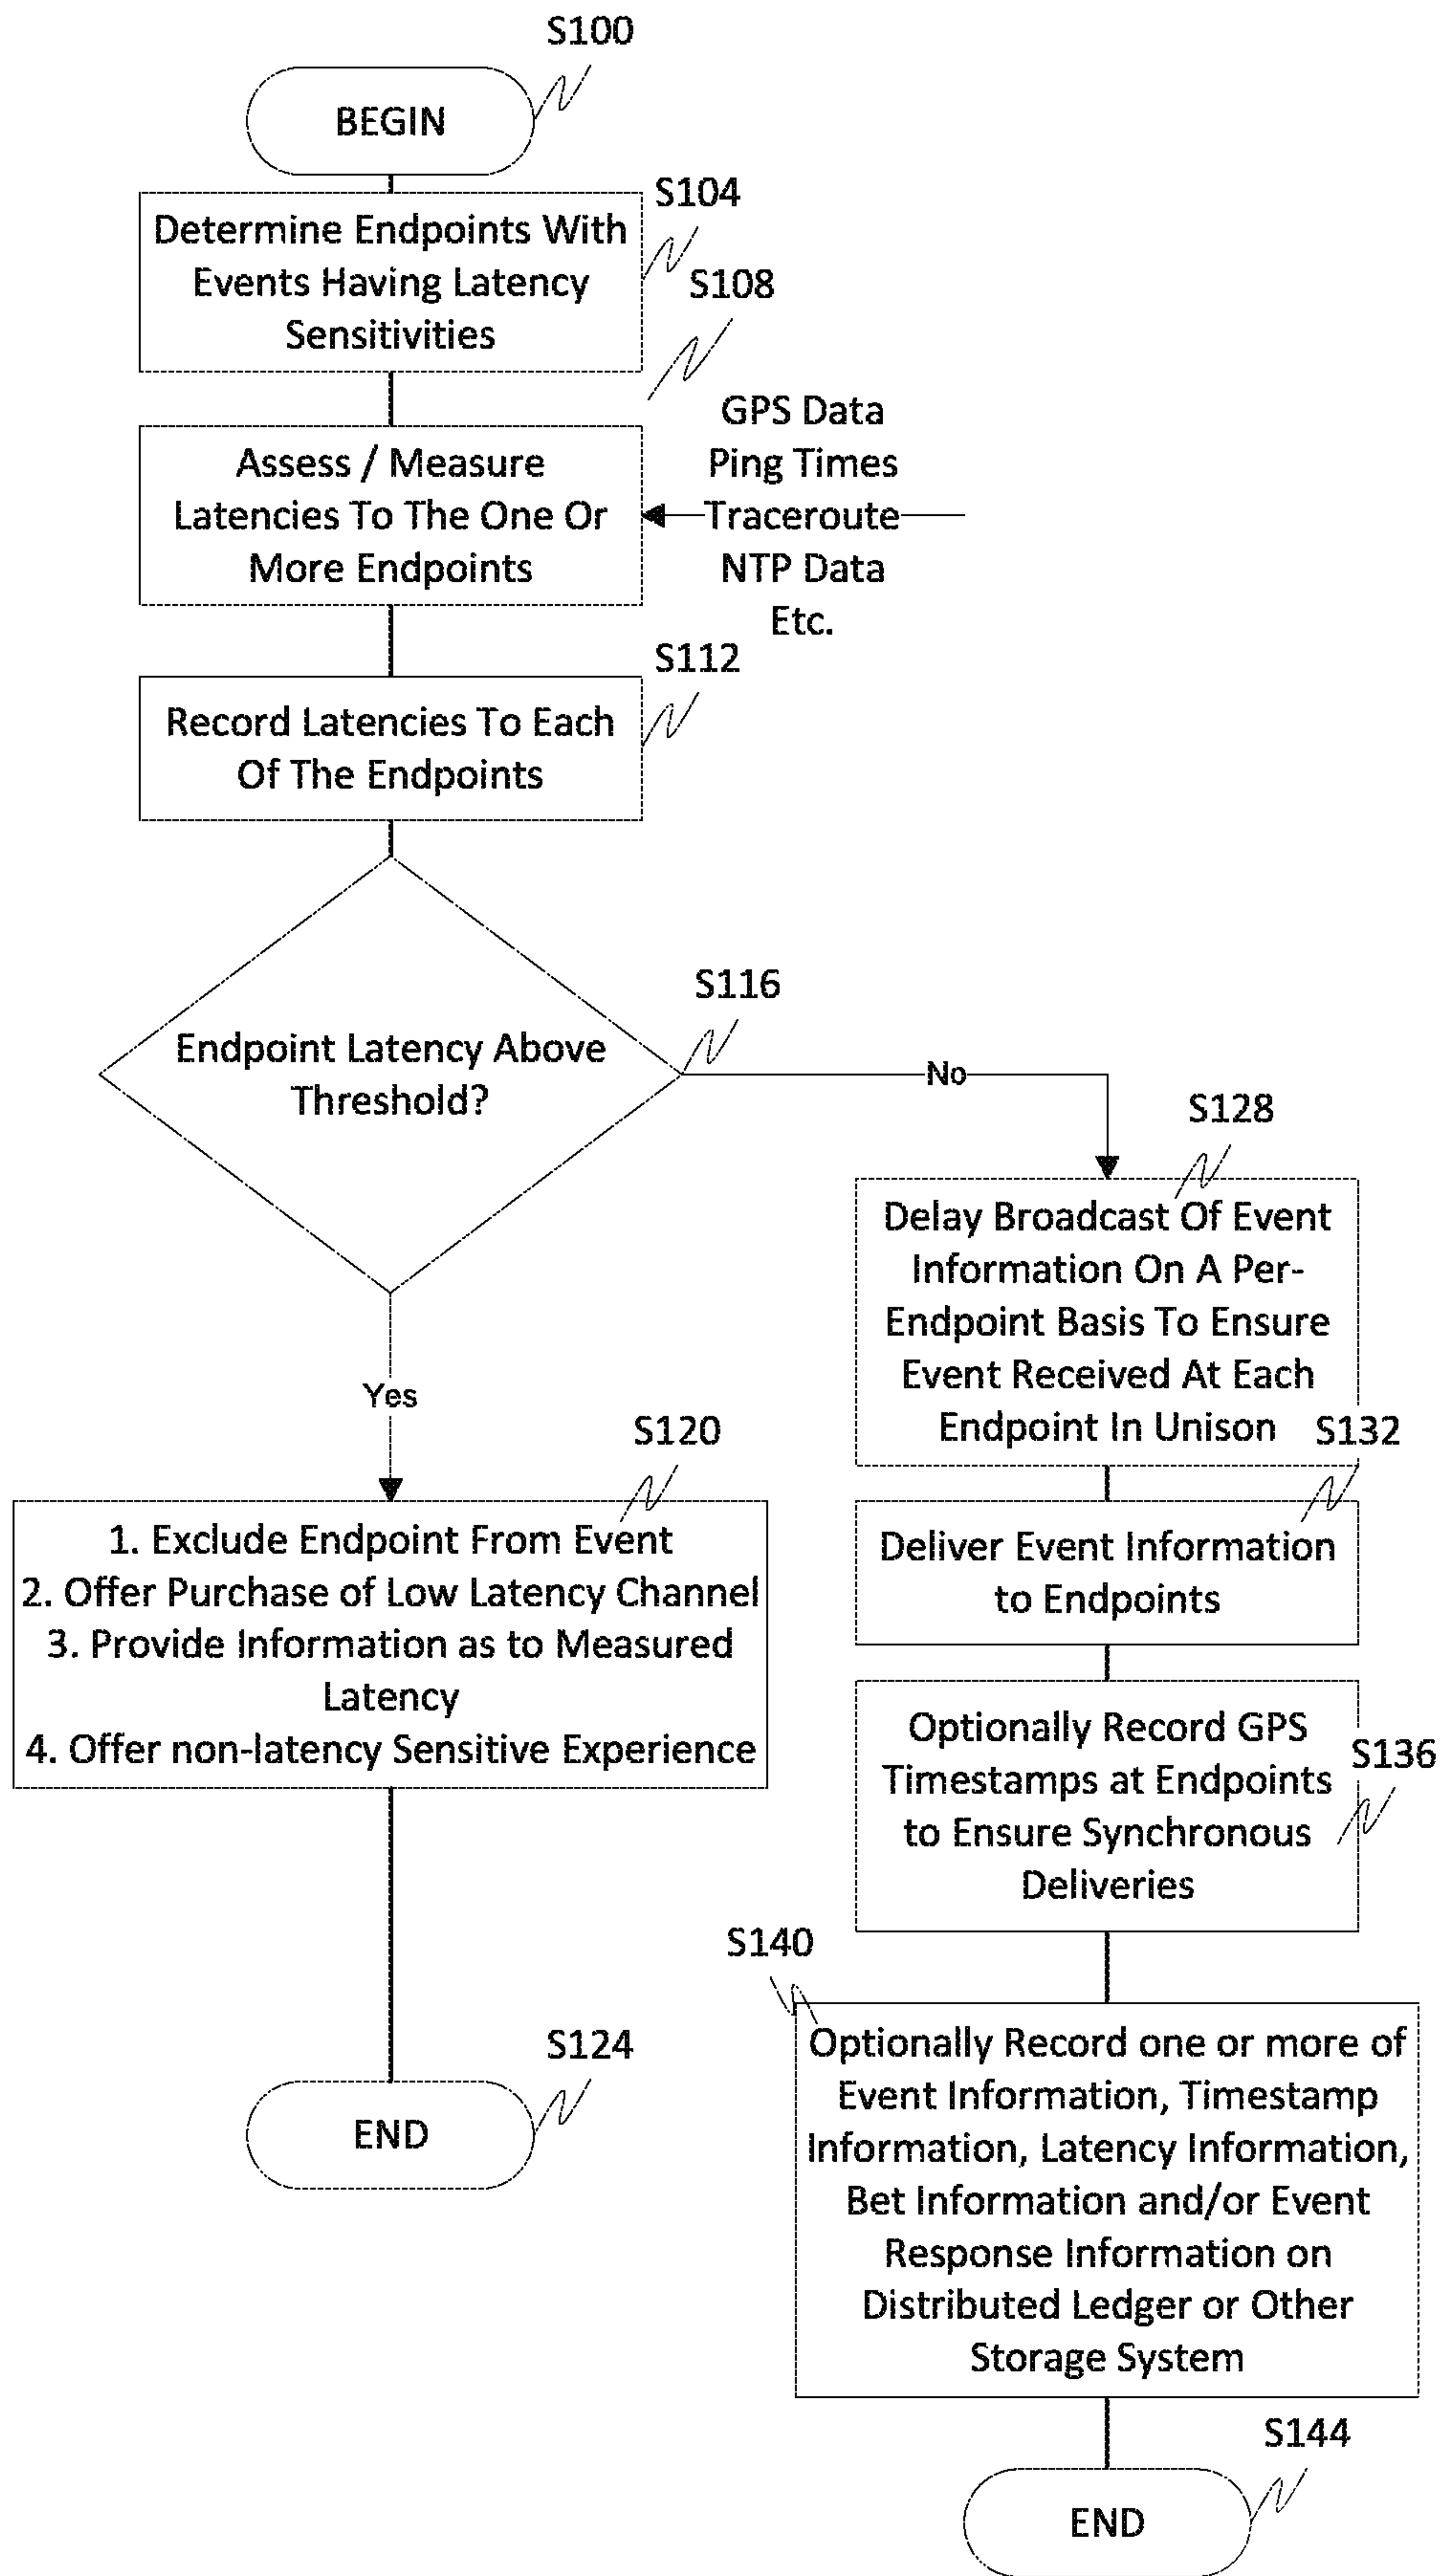 S100
BEGIN
S104
Determine Endpoints With
Events Having Latency
Sensitivities
S108
GPS Data
Ping Times
Traceroute
NTP Data
Etc.
Assess / Measure
Latencies To The One Or
More Endpoints
S112
Record Latencies To Each
Of The Endpoints
S116
Endpoint Latency Above
Threshold?
No
Yes
S120
1. Exclude Endpoint From Event
2. Offer Purchase of Low Latency Channel
3. Provide Information as to Measured
Latency
4. Offer non-latency Sensitive Experience
S124
END
S128
Delay Broadcast Of Event
Information On A Per-
Endpoint Basis To Ensure
Event Received At Each
Endpoint In Unison
S132
Deliver Event Information
to Endpoints
S136
Optionally Record GPS
Timestamps at Endpoints
to Ensure Synchronous
Deliveries
S140
Optionally Record one or more of
Event Information, Timestamp
Information, Latency Information,
Bet Information and/or Event
Response Information on
Distributed Ledger or Other
Storage System
S144
END